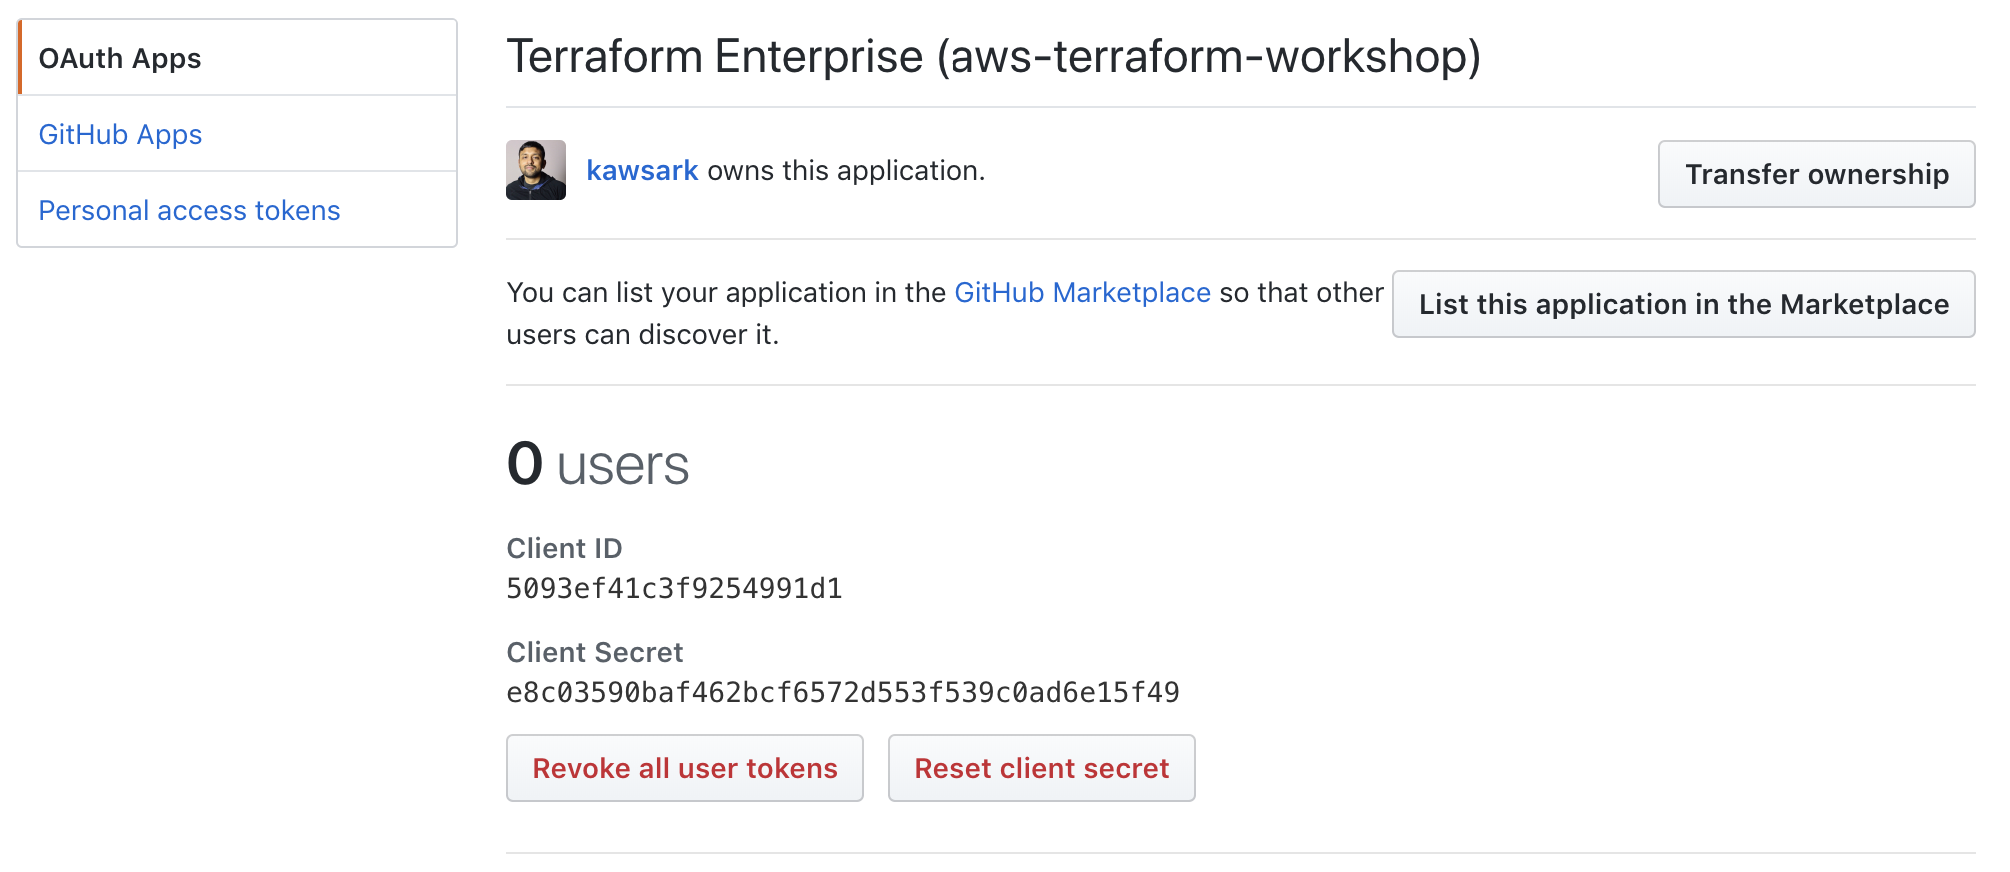 OAuth Apps
GitHub Apps
Personal access tokens
Terraform Enterprise (aws-terraform-workshop)
kawsark owns this application.
Transfer ownership
You can list your application in the GitHub Marketplace so that other
users can discover it.
List this application in the Marketplace
0 users
Client ID
5093ef41c3f9254991d1
Client Secret
e8c03590baf462bcf6572d553f539c0ad6e15f49
Revoke all user tokens
Reset client secret